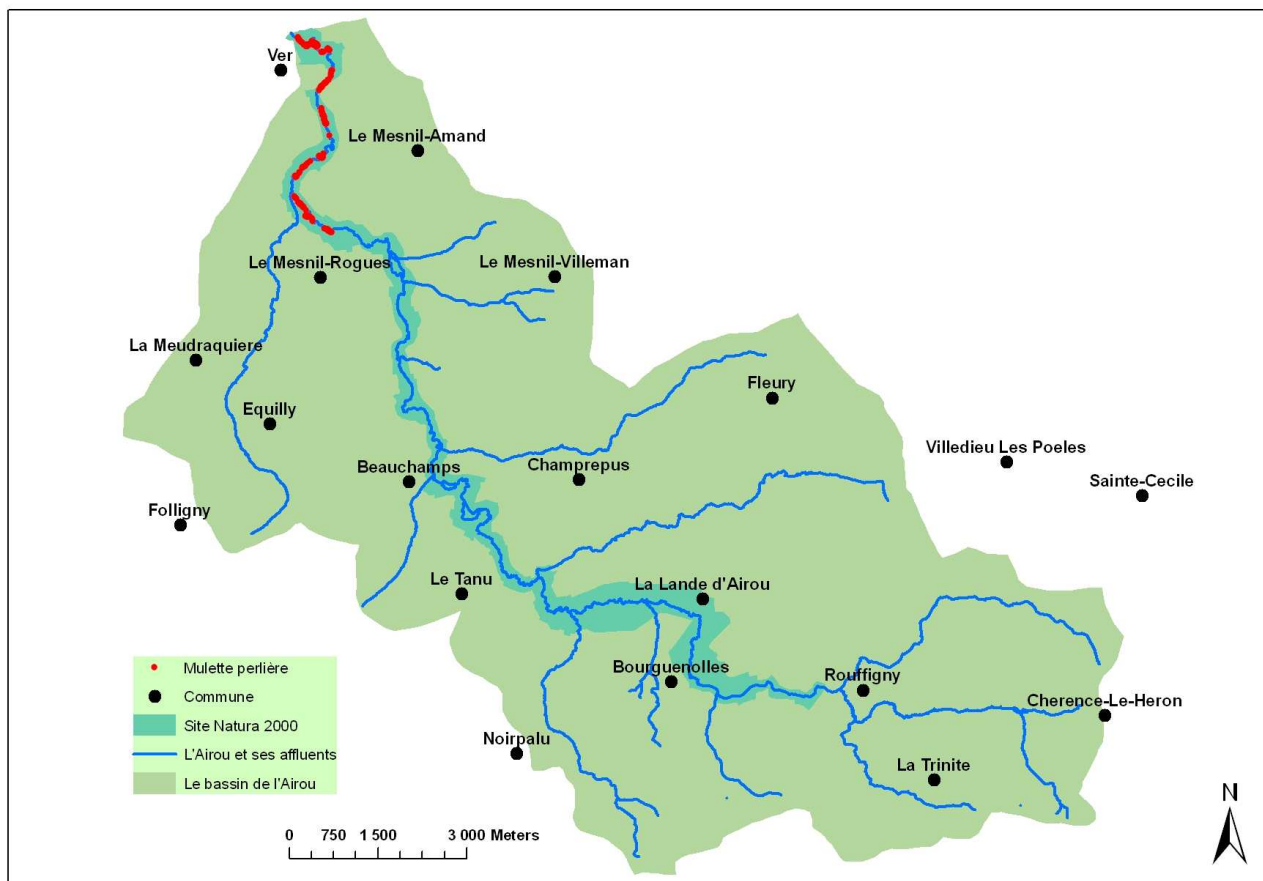 Ver
Le Mesnil-Amand
Le Mesnil-Rogues
Le Mesnil-Villeman
La Meudraquiere
Fleury
Equilly
Villedieu Les Poeles
Beauchamps
Champrepus
Sainte-Cecile
Folligny
Le Tanu
La Lande d'Airou
Bourguenolles
Rouffigny
Cherence-Le-Heron
Noirpalu
La Trinite
Mulette perlière
Commune
Site Natura 2000
L'Airou et ses affluents
Le bassin de l'Airou
0 750 1 500 3 000 Meters
N